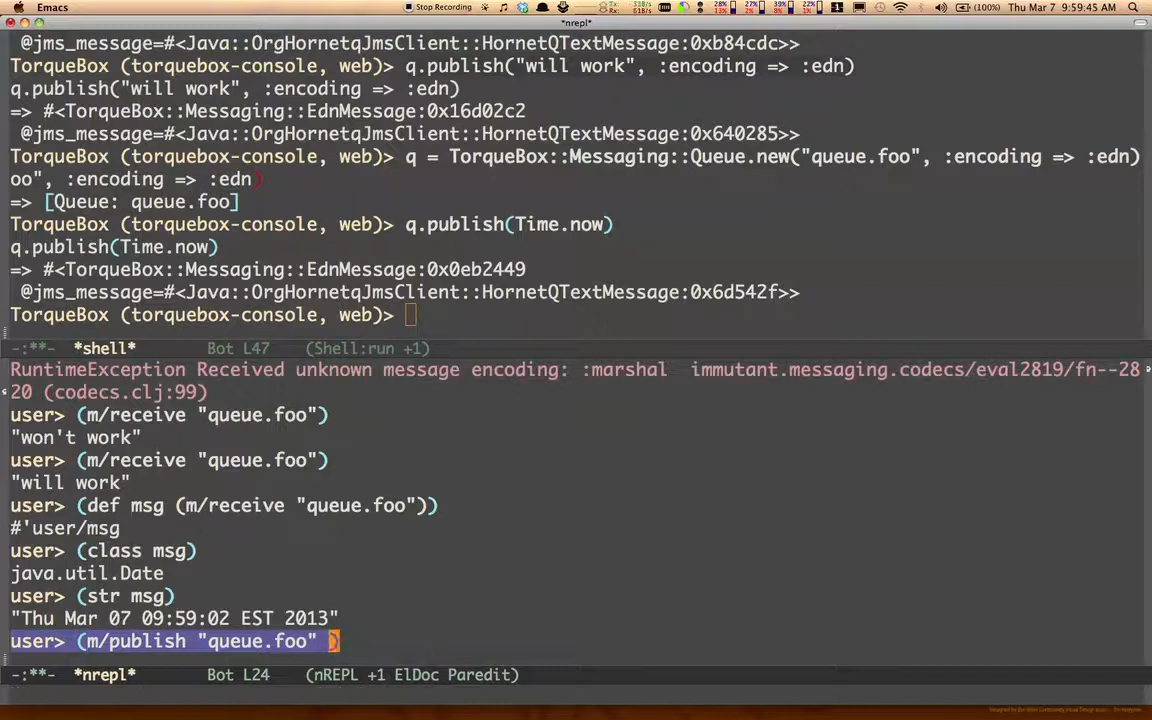 Emacs Stop Recording (100%) Thu Mar 7 9:59:45 AM
*nrepl*
@jms_message=#<Java::OrgHornetqJmsClient::HornetQTextMessage:0xb84cdc>>
TorqueBox (torquebox-console, web)> q.publish("will work", :encoding => :edn)
q.publish("will work", :encoding => :edn)
=> #<TorqueBox::Messaging::EdnMessage:0x16d02c2
@jms_message=#<Java::OrgHornetqJmsClient::HornetQTextMessage:0x640285>>
TorqueBox (torquebox-console, web)> q = TorqueBox::Messaging::Queue.new("queue.foo", :encoding => :edn)
oo", :encoding => :edn)
=> [Queue: queue.foo]
TorqueBox (torquebox-console, web)> q.publish(Time.now)
q.publish(Time.now)
=> #<TorqueBox::Messaging::EdnMessage:0x0eb2449
@jms_message=#<Java::OrgHornetqJmsClient::HornetQTextMessage:0x6d542f>>
TorqueBox (torquebox-console, web)>
-:**- *shell* Bot L47 (Shell:run +1)
RuntimeException Received unknown message encoding: :marshal immutant.messaging.codecs/eval2819/fn--28
20 (codecs.clj:99)
user> (m/receive "queue.foo")
"won't work"
user> (m/receive "queue.foo")
"will work"
user> (def msg (m/receive "queue.foo"))
#'user/msg
user> (class msg)
java.util.Date
user> (str msg)
"Thu Mar 07 09:59:02 EST 2013"
user> (m/publish "queue.foo" )
-:**- *nrepl* Bot L24 (nREPL +1 ElDoc Paredit)